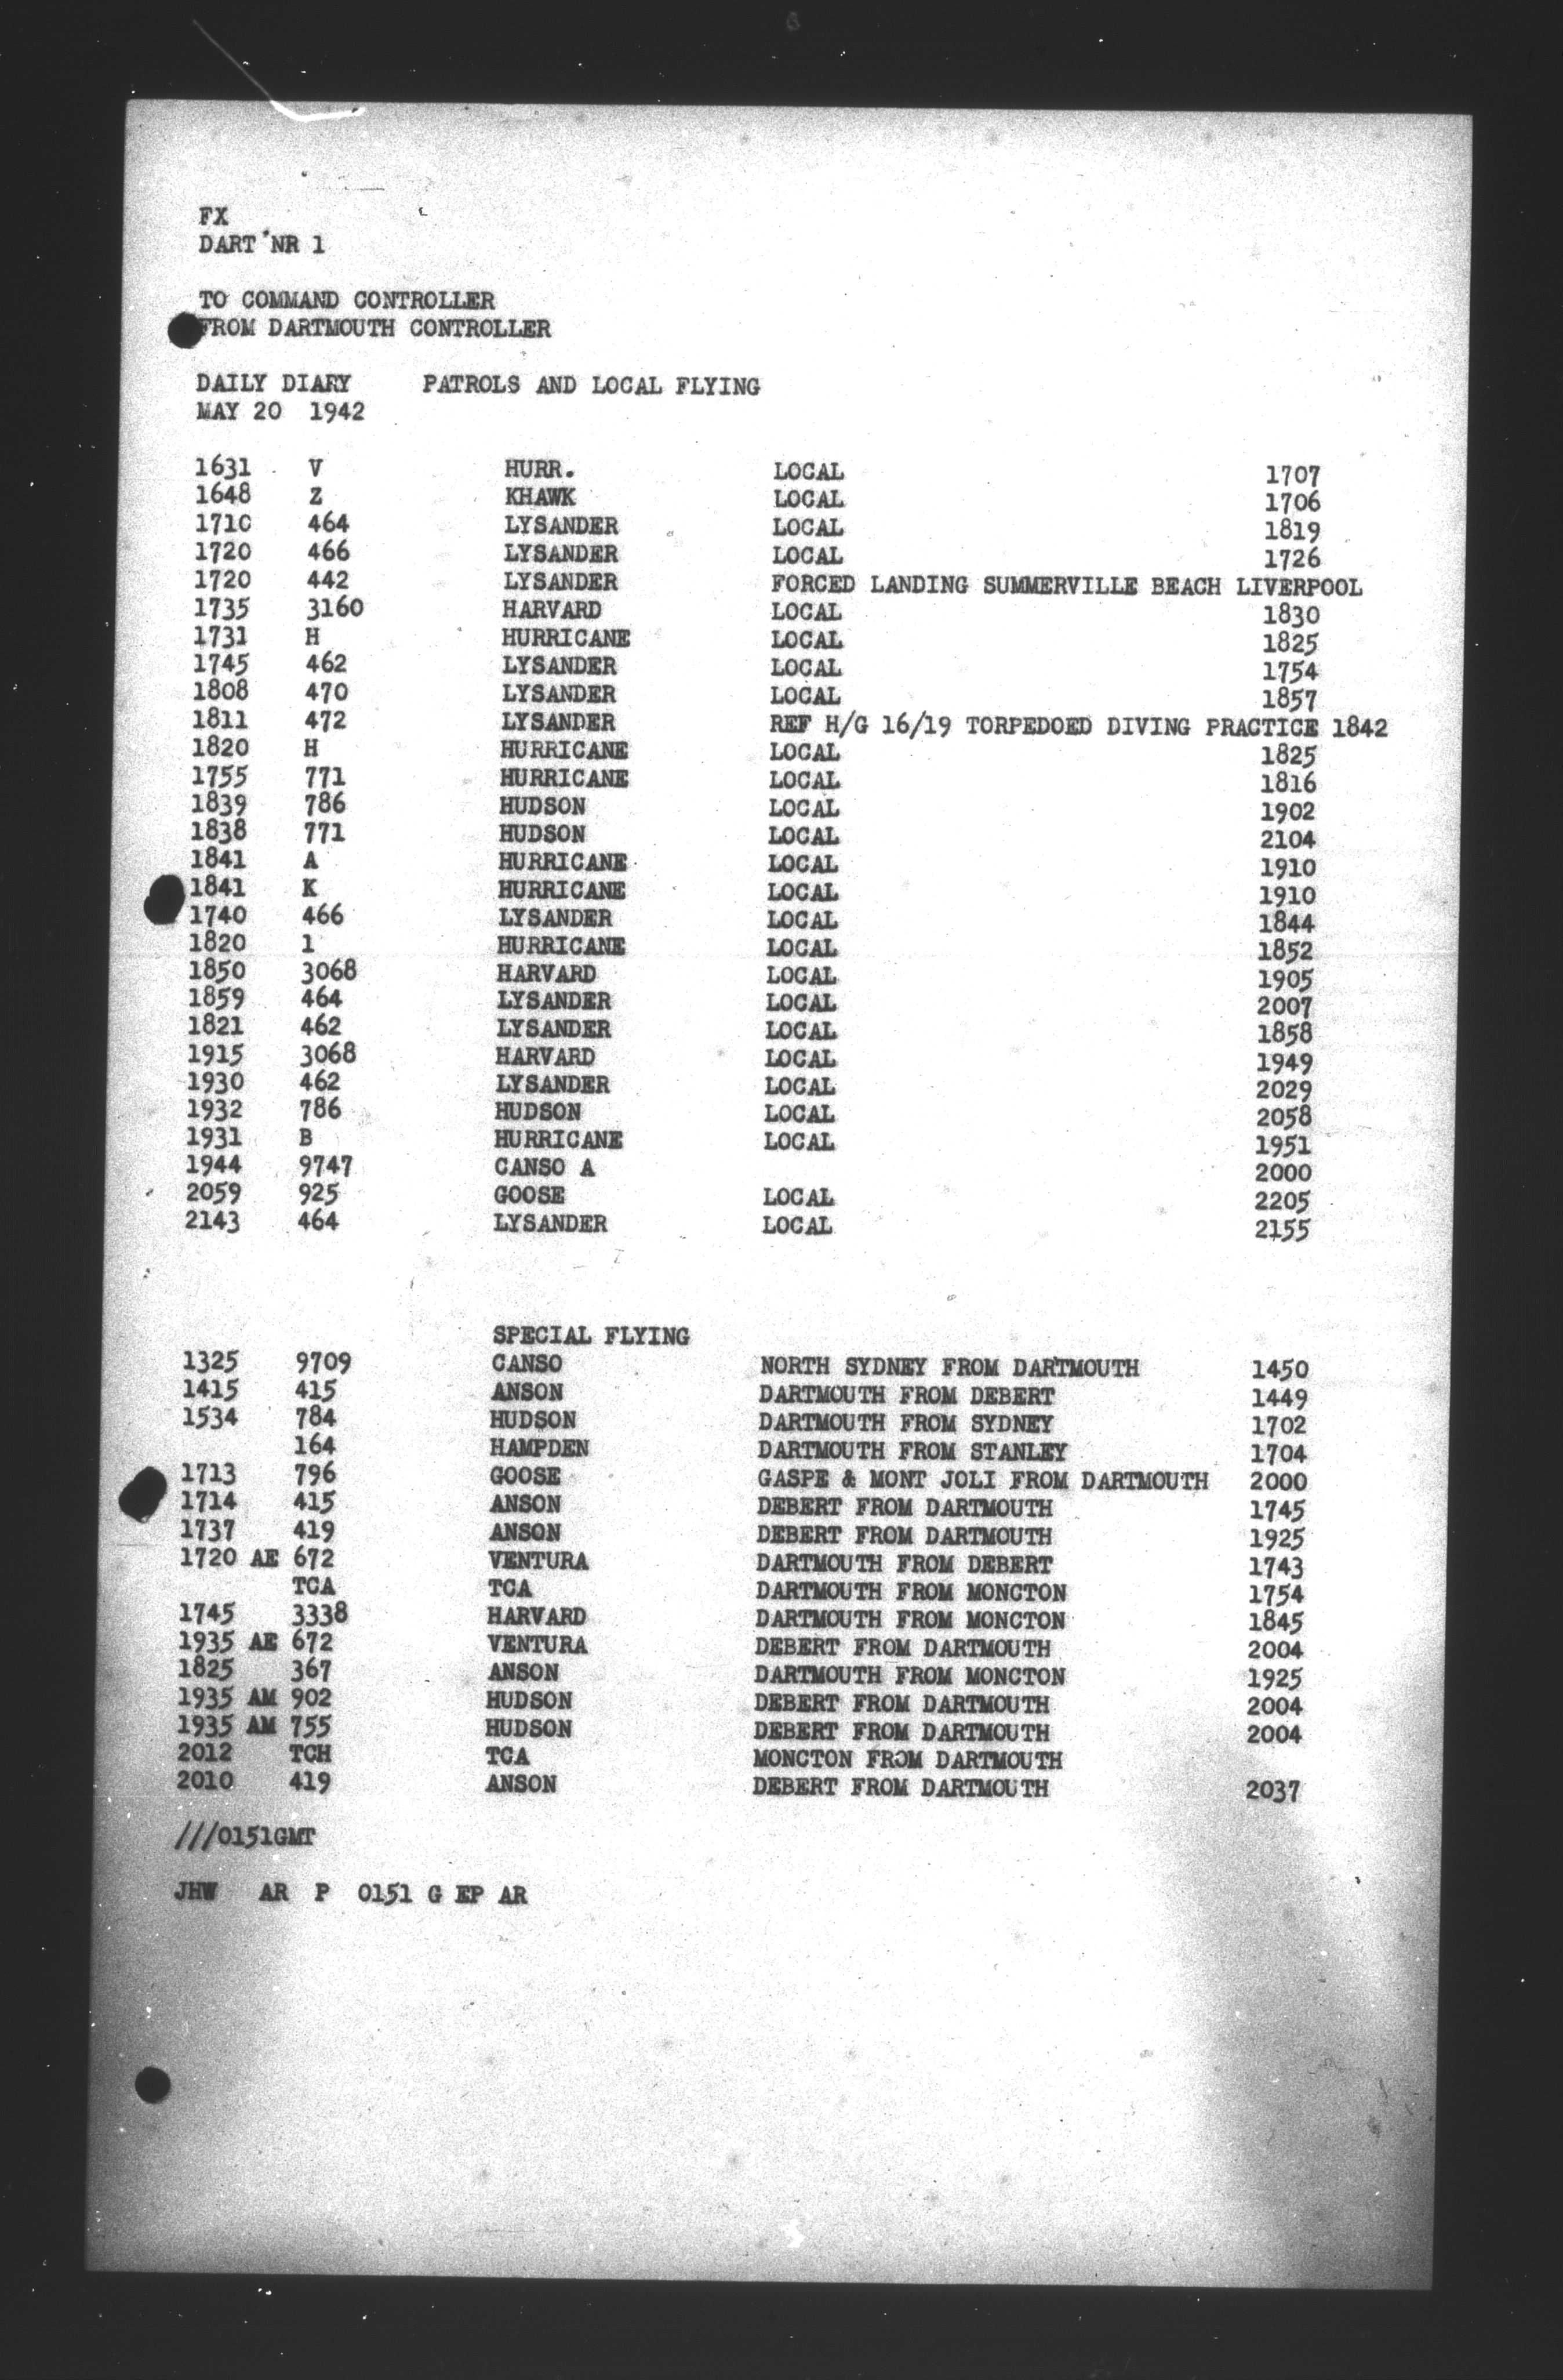 FX
DART NR 1
TO COMMAND CONTROLLER
FROM DARTMOUTH CONTROLLER
DAILY DIARY PATROLS AND LOCAL FLYING
MAY 20 1942
1631 V HURR. LOCAL 1707
1648 Z KHAWK LOCAL 1706
1710 464 LYSANDER LOCAL 1819
1720 466 LYSANDER LOCAL 1726
1720 442 LYSANDER FORCED LANDING SUMMERVILLE BEACH LIVERPOOL
1735 3160 HARVARD LOCAL 1830
1731 H HURRICANE LOCAL 1825
1745 462 LYSANDER LOCAL 1754
1808 470 LYSANDER LOCAL 1857
1811 472 LYSANDER REF H/G 16/19 TORPEDOED DIVING PRACTICE 1842
1820 H HURRICANE LOCAL 1825
1755 771 HURRICANE LOCAL 1816
1839 786 HUDSON LOCAL 1902
1838 771 HUDSON LOCAL 2104
1841 A HURRICANE LOCAL 1910
1841 K HURRICANE LOCAL 1910
1740 466 LYSANDER LOCAL 1844
1820 1 HURRICANE LOCAL 1852
1850 3068 HARVARD LOCAL 1905
1859 464 LYSANDER LOCAL 2007
1821 462 LYSANDER LOCAL 1858
1915 3068 HARVARD LOCAL 1949
1930 462 LYSANDER LOCAL 2029
1932 786 HUDSON LOCAL 2058
1931 B HURRICANE LOCAL 1951
1944 9747 CANSO A 2000
2059 925 GOOSE LOCAL 2205
2143 464 LYSANDER LOCAL 2155
SPECIAL FLYING
1325 9709 CANSO NORTH SYDNEY FROM DARTMOUTH 1450
1415 415 ANSON DARTMOUTH FROM DEBERT 1449
1534 784 HUDSON DARTMOUTH FROM SYDNEY 1702
164 HAMPDEN DARTMOUTH FROM STANLEY 1704
1713 796 GOOSE GASPE & MONT JOLI FROM DARTMOUTH 2000
1714 415 ANSON DEBERT FROM DARTMOUTH 1745
1737 419 ANSON DEBERT FROM DARTMOUTH 1925
1720 AE 672 VENTURA DARTMOUTH FROM DEBERT 1743
TCA TCA DARTMOUTH FROM MONCTON 1754
1745 3338 HARVARD DARTMOUTH FROM MONCTON 1845
1935 AE 672 VENTURA DEBERT FROM DARTMOUTH 2004
1825 367 ANSON DARTMOUTH FROM MONCTON 1925
1935 AM 902 HUDSON DEBERT FROM DARTMOUTH 2004
1935 AM 755 HUDSON DEBERT FROM DARTMOUTH 2004
2012 TCH TCA MONCTON FROM DARTMOUTH
2010 419 ANSON DEBERT FROM DARTMOUTH 2037
///0151GMT
JHW AR P 0151 G EP AR